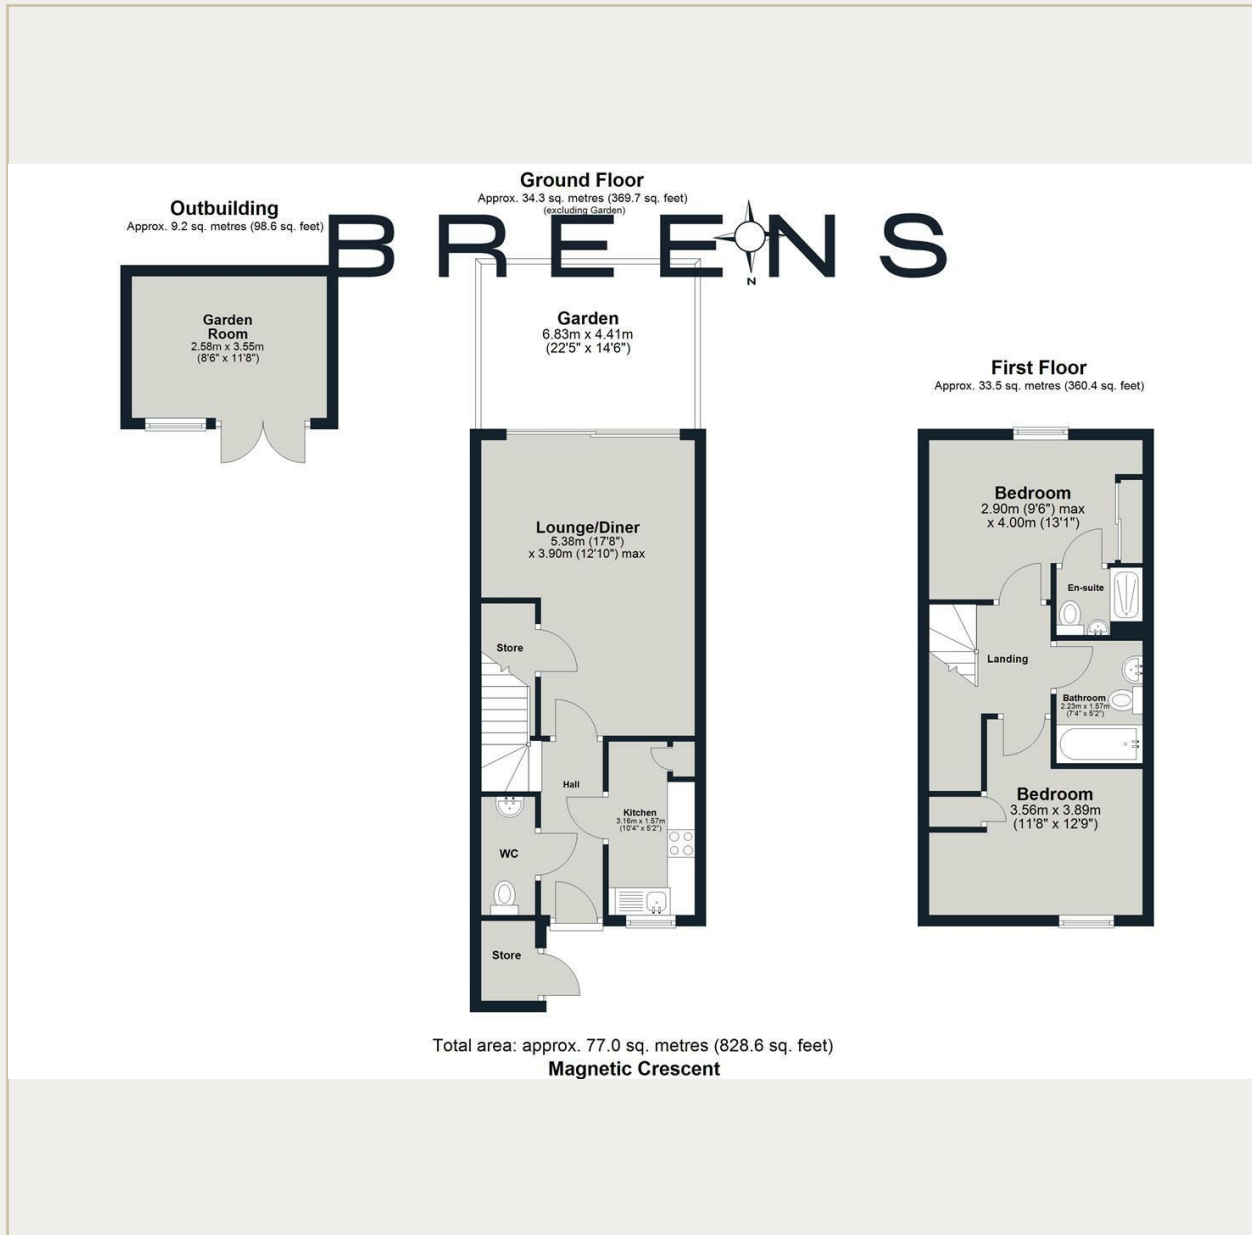 Ground Floor
Approx. 34.3 sq. metres (369.7 sq. feet)
(excluding Garden)
Outbuilding
Approx. 9.2 sq. metres (98.6 sq. feet)
BREENS
N
Garden
Room
2.58m x 3.55m
(8'6" x 11'8")
Garden
6.83m x 4.41m
(22'5" x 14'6")
First Floor
Approx. 33.5 sq. metres (360.4 sq. feet)
Lounge/Diner
5.38m (17'8")
x 3.90m (12'10") max
Bedroom
2.90m (9'6") max
x 4.00m (13'1")
En-suite
Store
Landing
Bathroom
2.23m x 1.57m
(7'4" x 5'2")
Hall
Kitchen
3.16m x 1.57m
(10'4" x 5'2")
Bedroom
3.56m x 3.89m
(11'8" x 12'9")
WC
Store
Total area: approx. 77.0 sq. metres (828.6 sq. feet)
Magnetic Crescent